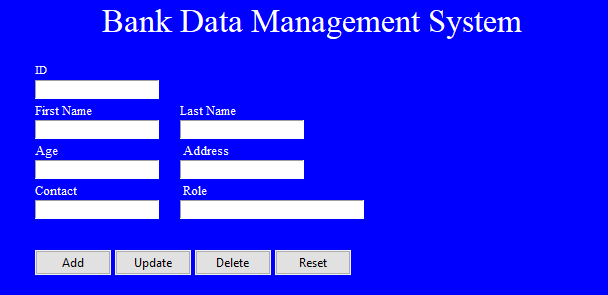 Bank Data Management System
ID
First Name Last Name
Age Address
Contact Role
Add Update Delete Reset